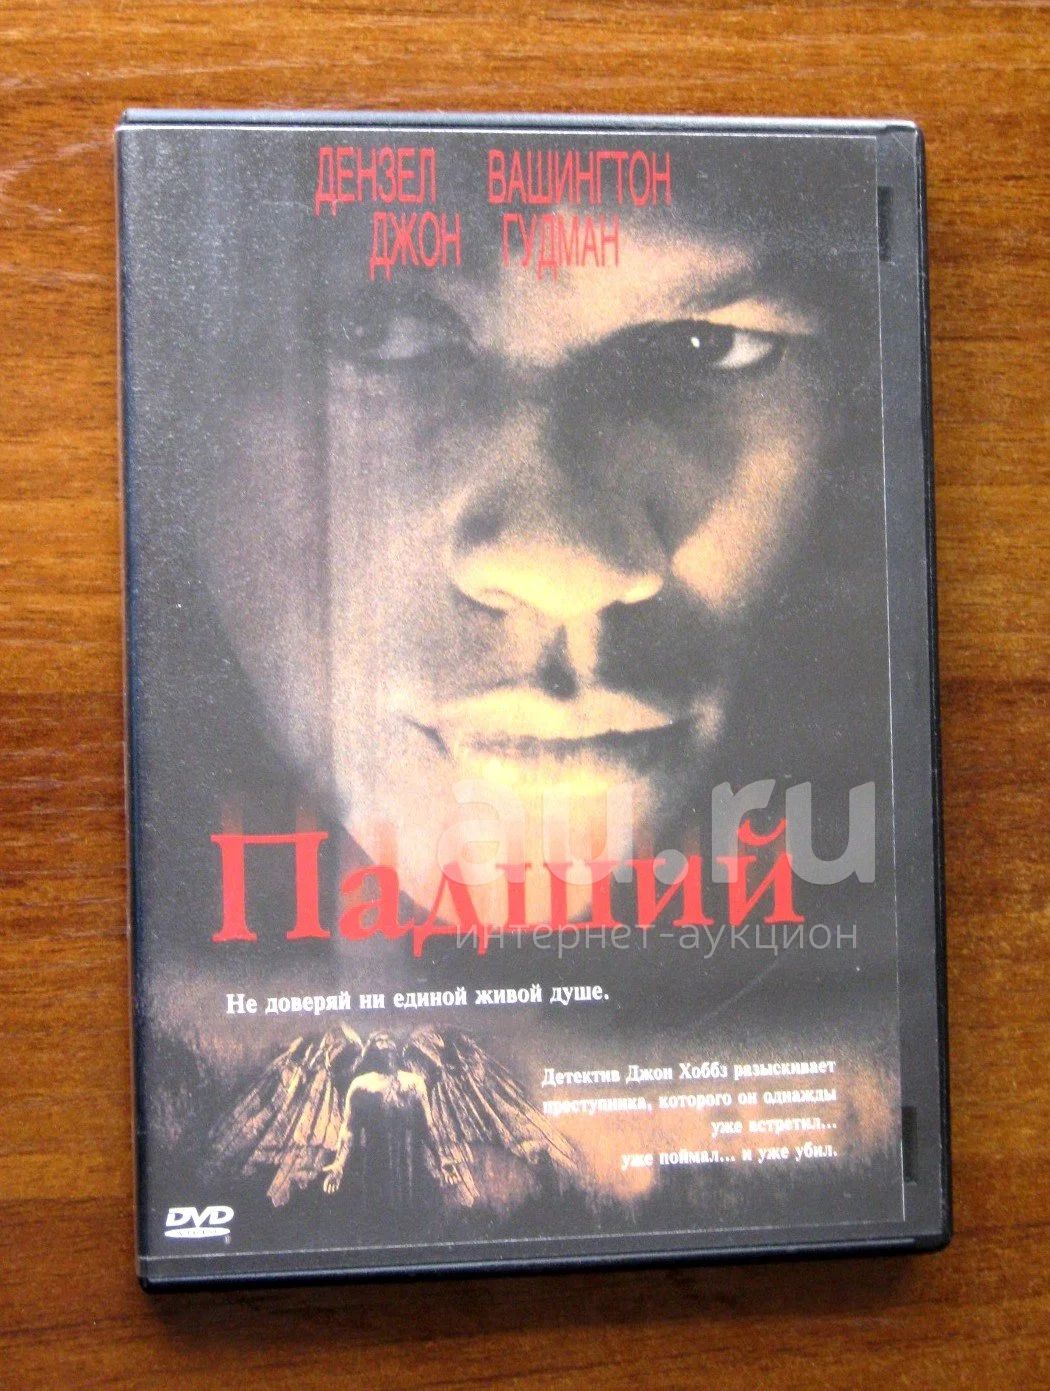 ДЕНЗЕЛ ВАШИНГТОН
ДЖОН ГУДМАН
au.ru
Падший
интернет-аукцион
Не доверяй ни единой живой душе.
Детектив Джон Хоббз разыскивает
преступника, которого он однажды
уже встретил...
уже поймал... и уже убил.
DVD
VIDEO